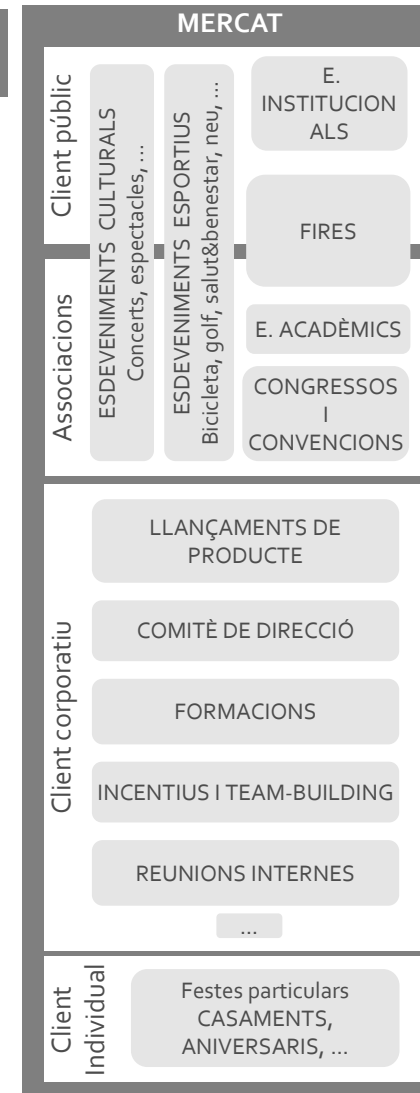 MERCAT
Client públic
ESDEVENIMENTS CULTURALS
Concerts, espectacles, ...
ESDEVENIMENTS ESPORTIUS
Bicicleta, golf, salut&benestar, neu, ...
E.
INSTITUCION
ALS
FIRES
Associacions
E. ACADÈMICS
CONGRESSOS
I
CONVENCIONS
Client corporatiu
LLANÇAMENTS DE
PRODUCTE
COMITÈ DE DIRECCIÓ
FORMACIONS
INCENTIUS I TEAM-BUILDING
REUNIONS INTERNES
...
Client
Individual
Festes particulars
CASAMENTS,
ANIVERSARIS, ...